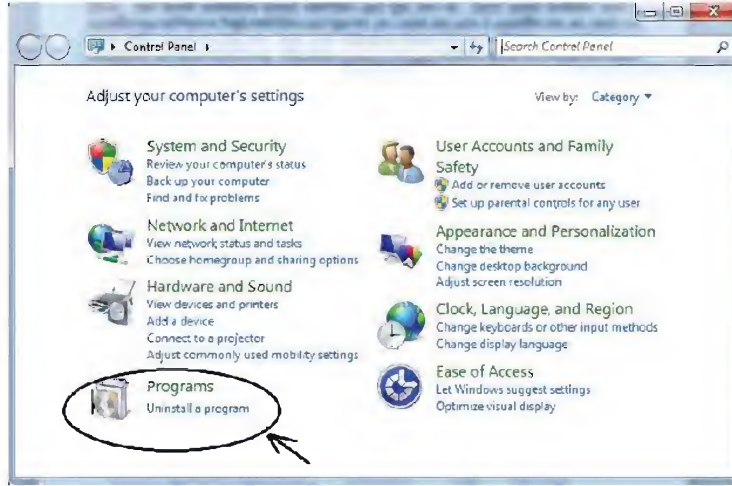 Control Panel
Search Control Panel
Adjust your computer's settings
View by: Category
System and Security
Review your computer's status
Back up your computer
Find and fix problems
Network and Internet
View network status and tasks
Choose homegroup and sharing options
Hardware and Sound
View devices and printers
Add a device
Connect to a projector
Adjust commonly used mobility settings
Programs
Uninstall a program
User Accounts and Family
Safety
Add or remove user accounts
Set up parental controls for any user
Appearance and Personalization
Change the theme
Change desktop background
Adjust screen resolution
Clock, Language, and Region
Change keyboards or other input methods
Change display language
Ease of Access
Let Windows suggest settings
Optimize visual display